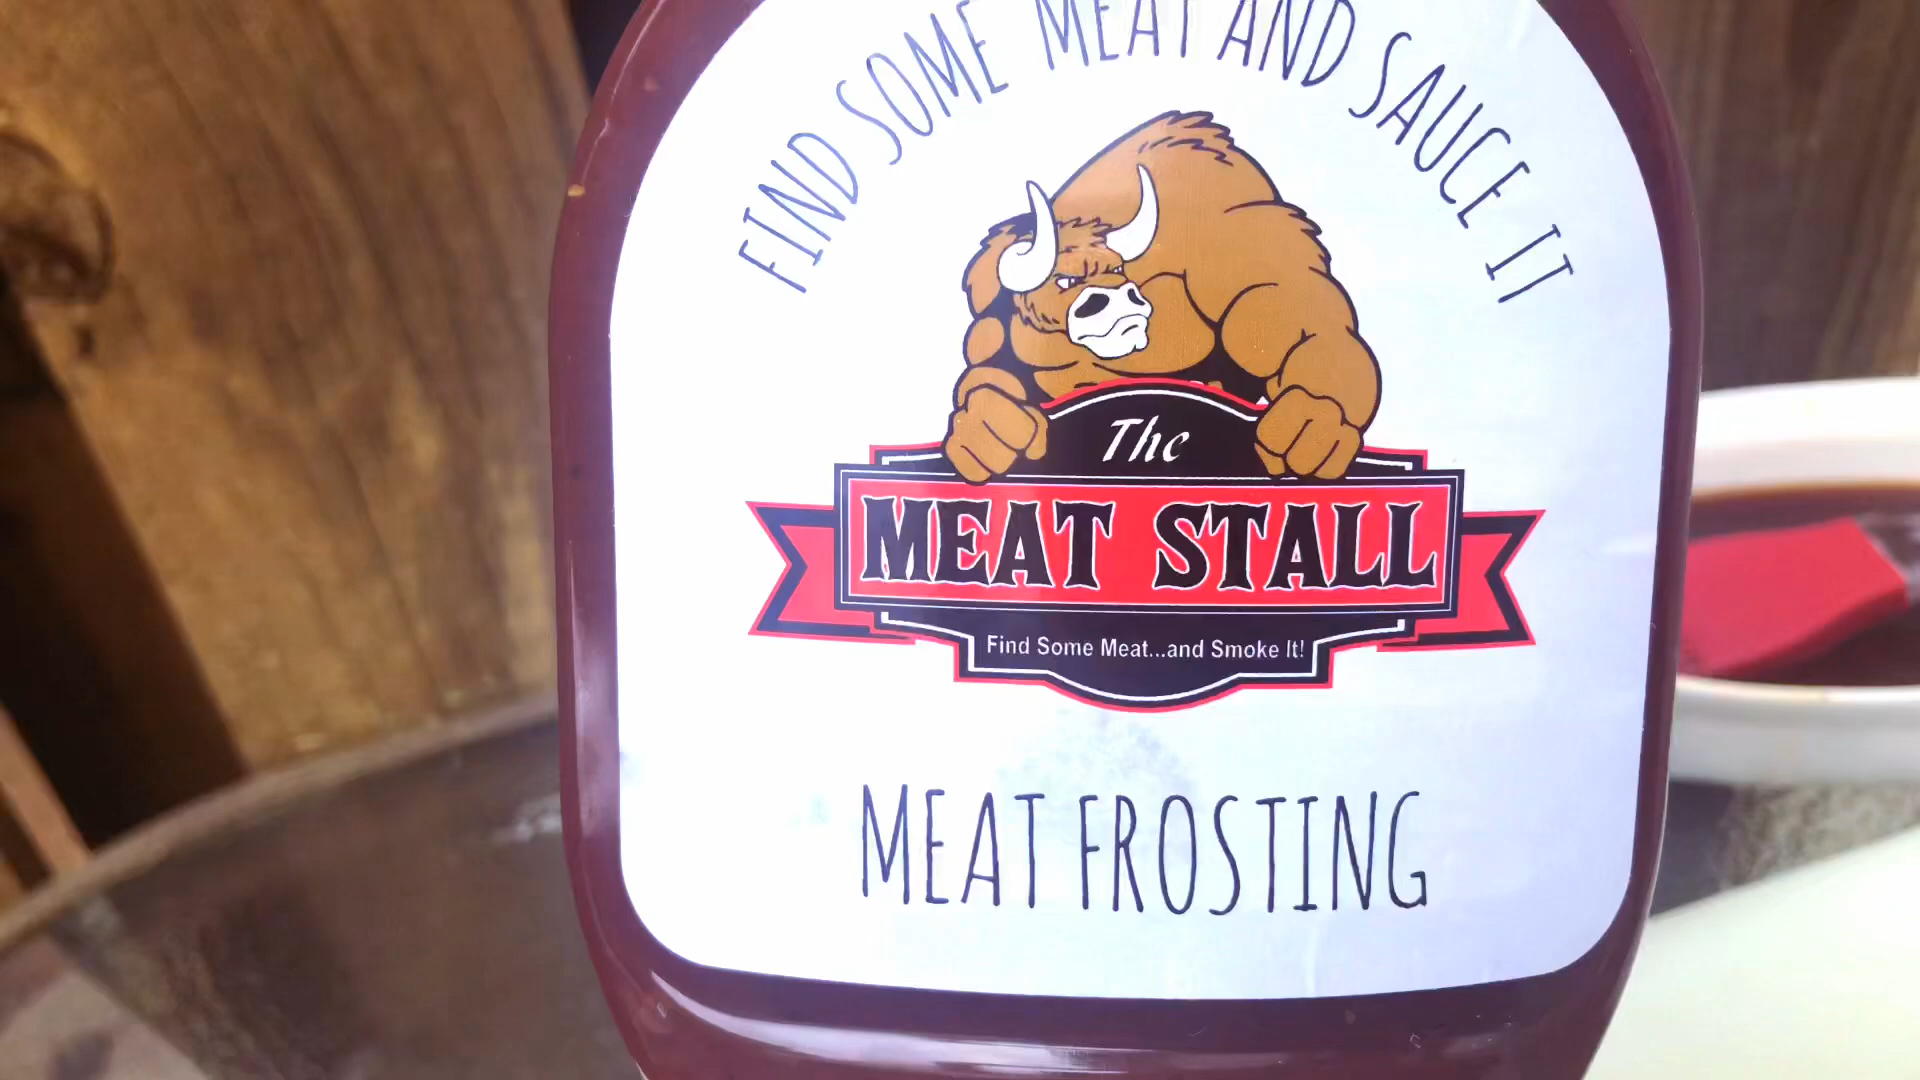 FIND SOME MEAT AND SAUCE IT
The
MEAT STALL
Find Some Meat...and Smoke It!
MEAT FROSTING